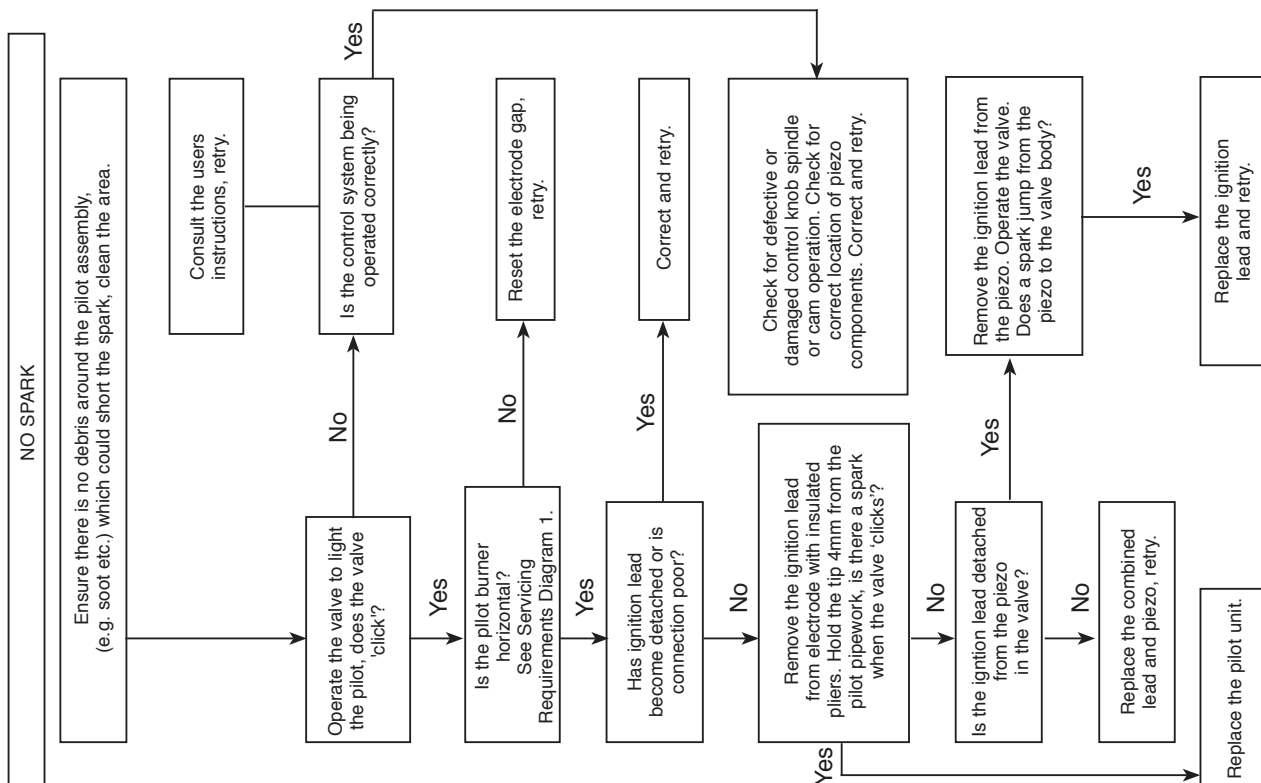 NO SPARK
Ensure there is no debris around the pilot assembly,
(e.g. soot etc.) which could short the spark, clean the area.
Operate the valve to light
the pilot, does the valve
'click'?
No
Is the control system being
operated correctly?
Consult the users
instructions, retry.
Yes
Check for defective or
damaged control knob spindle
or cam operation. Check for
correct location of piezo
components. Correct and retry.
Yes
Is the pilot burner
horizontal?
See Servicing
Requirements Diagram 1.
No
Reset the electrode gap,
retry.
Yes
Has ignition lead
become detached or is
connection poor?
Yes
Correct and retry.
No
Remove the ignition lead
from electrode with insulated
pliers. Hold the tip 4mm from the
pilot pipework, is there a spark
when the valve 'clicks'?
Yes
Replace the pilot unit.
No
Is the ignition lead detached
from the piezo
in the valve?
Yes
Remove the ignition lead from
the piezo. Operate the valve.
Does a spark jump from the
piezo to the valve body?
Yes
Replace the ignition
lead and retry.
No
Replace the combined
lead and piezo, retry.